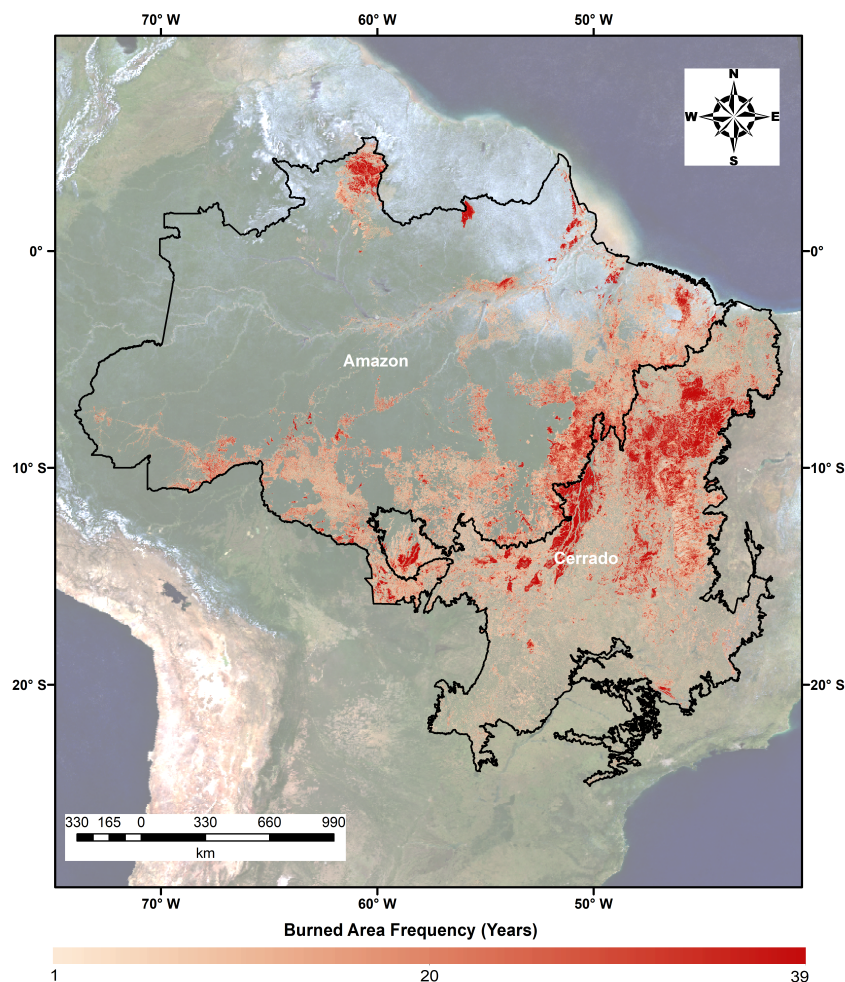 70° W 60° W 50° W
N
W E
S
0° 0°
Amazon
10° S 10° S
Cerrado
20° S 20° S
330 165 0 330 660 990
km
70° W 60° W 50° W
Burned Area Frequency (Years)
1 20 39